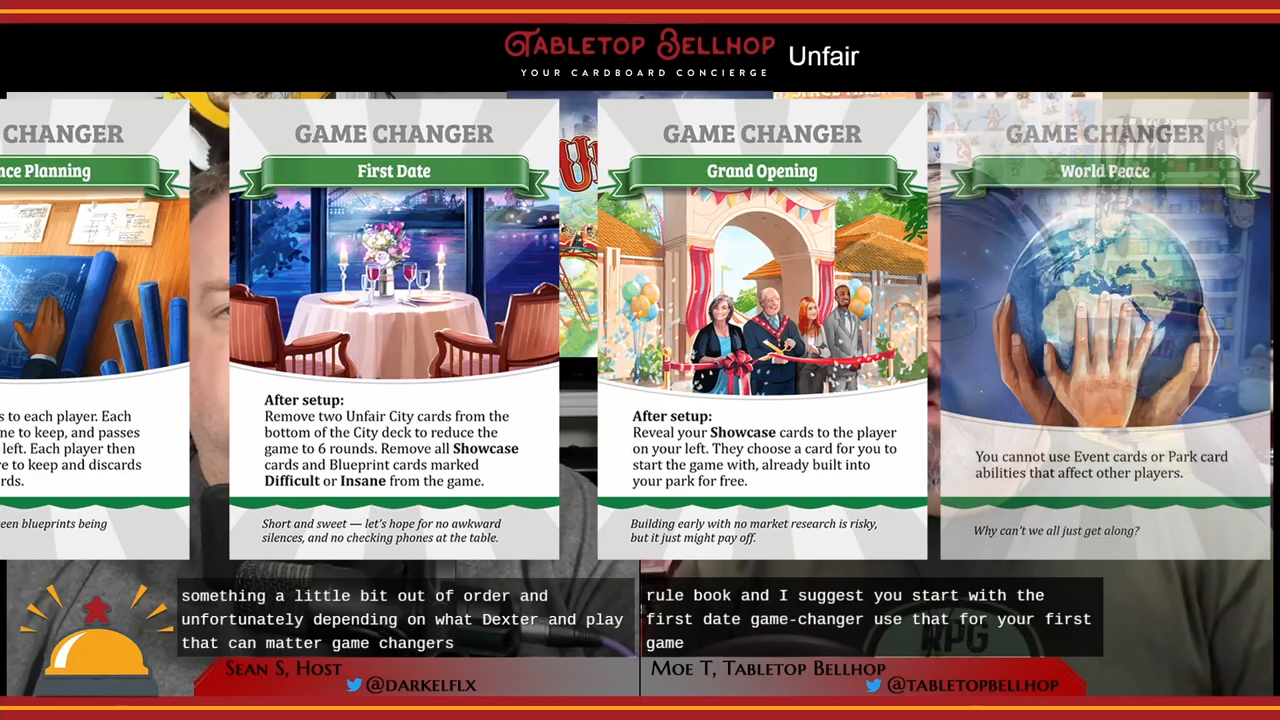 TABLETOP BELLHOP
YOUR CARDBOARD CONCIERGE
Unfair
CHANGER
nce Planning
s to each player. Each
ne to keep, and passes
left. Each player then
re to keep and discards
rds.
een blueprints being
GAME CHANGER
First Date
After setup:
Remove two Unfair City cards from the
bottom of the City deck to reduce the
game to 6 rounds. Remove all Showcase
cards and Blueprint cards marked
Difficult or Insane from the game.
Short and sweet — let's hope for no awkward
silences, and no checking phones at the table.
GAME CHANGER
Grand Opening
After setup:
Reveal your Showcase cards to the player
on your left. They choose a card for you to
start the game with, already built into
your park for free.
Building early with no market research is risky,
but it just might pay off.
GAME CHANGER
World Peace
You cannot use Event cards or Park card
abilities that affect other players.
Why can't we all just get along?
something a little bit out of order and
unfortunately depending on what Dexter and play
that can matter game changers
rule book and I suggest you start with the
first date game-changer use that for your first
game
RPG
Sean S, Host
@DARKELFLX
Moe T, Tabletop Bellhop
@TABLETOPBELLHOP